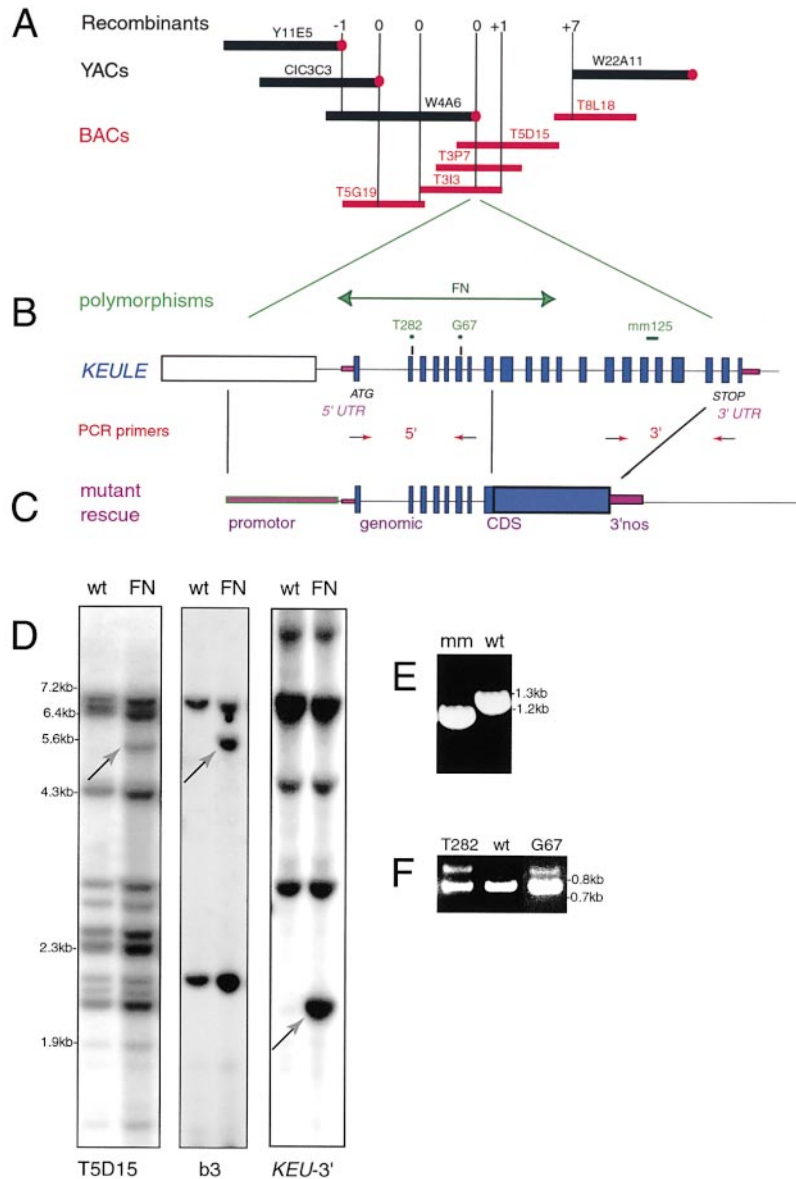 A
Recombinants -1 0 0 0 +1 +7
Y11E5
YACs
CIC3C3
W22A11
W4A6
T8L18
BACs
T5D15
T3P7
T5G19
T3I3
polymorphisms
FN
B
T282 G67 mm125
KEULE
ATG STOP
5' UTR 3' UTR
PCR primers 5' 3'
C
mutant
rescue
promotor genomic CDS 3'nos
D
wt FN wt FN wt FN
7.2kb-
6.4kb-
5.6kb-
4.3kb-
2.3kb-
1.9kb-
T5D15 b3 KEU-3'
E
mm wt
-1.3kb
-1.2kb
F
T282 wt G67
-0.8kb
-0.7kb